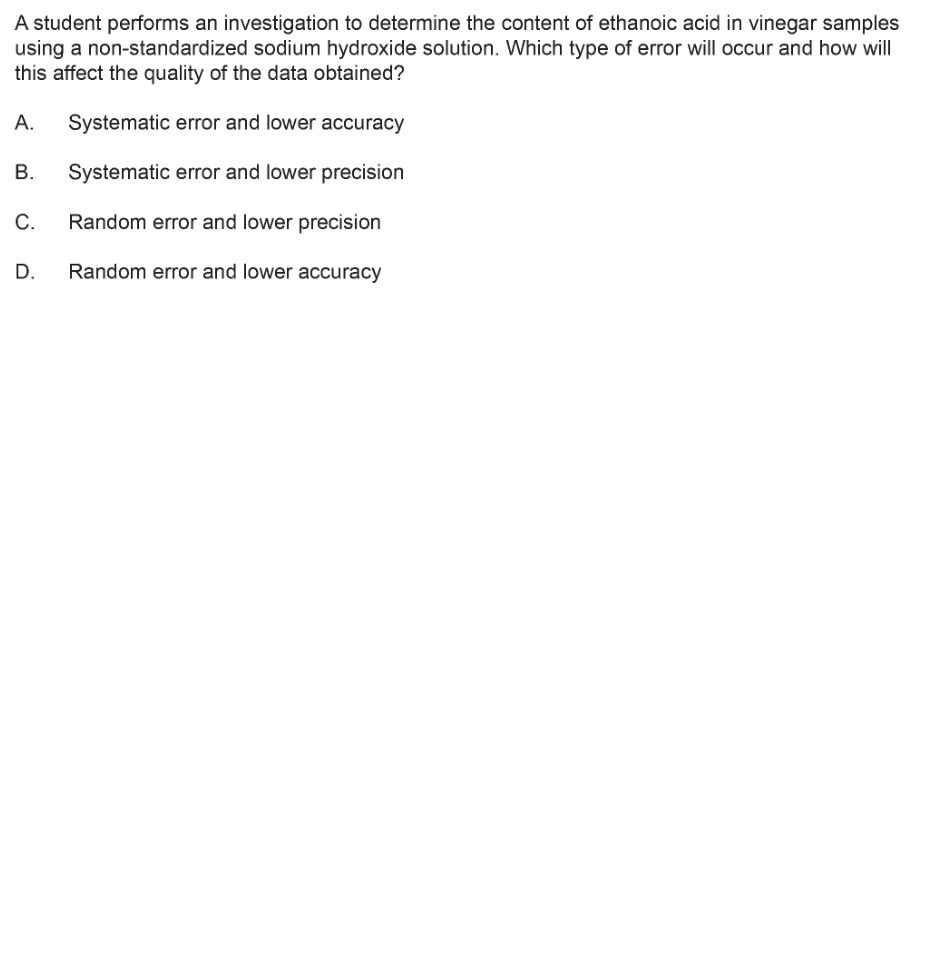 A student performs an investigation to determine the content of ethanoic acid in vinegar samples
using a non-standardized sodium hydroxide solution. Which type of error will occur and how will
this affect the quality of the data obtained?
A. Systematic error and lower accuracy
B. Systematic error and lower precision
C. Random error and lower precision
D. Random error and lower accuracy